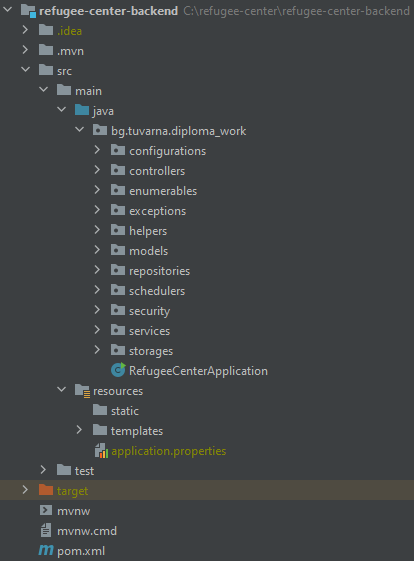 refugee-center-backend C:\refugee-center\refugee-center-backend
.idea
.mvn
src
main
java
bg.tuvarna.diploma_work
configurations
controllers
enumerables
exceptions
helpers
models
repositories
schedulers
security
services
storages
RefugeeCenterApplication
resources
static
templates
application.properties
test
target
mvnw
mvnw.cmd
pom.xml